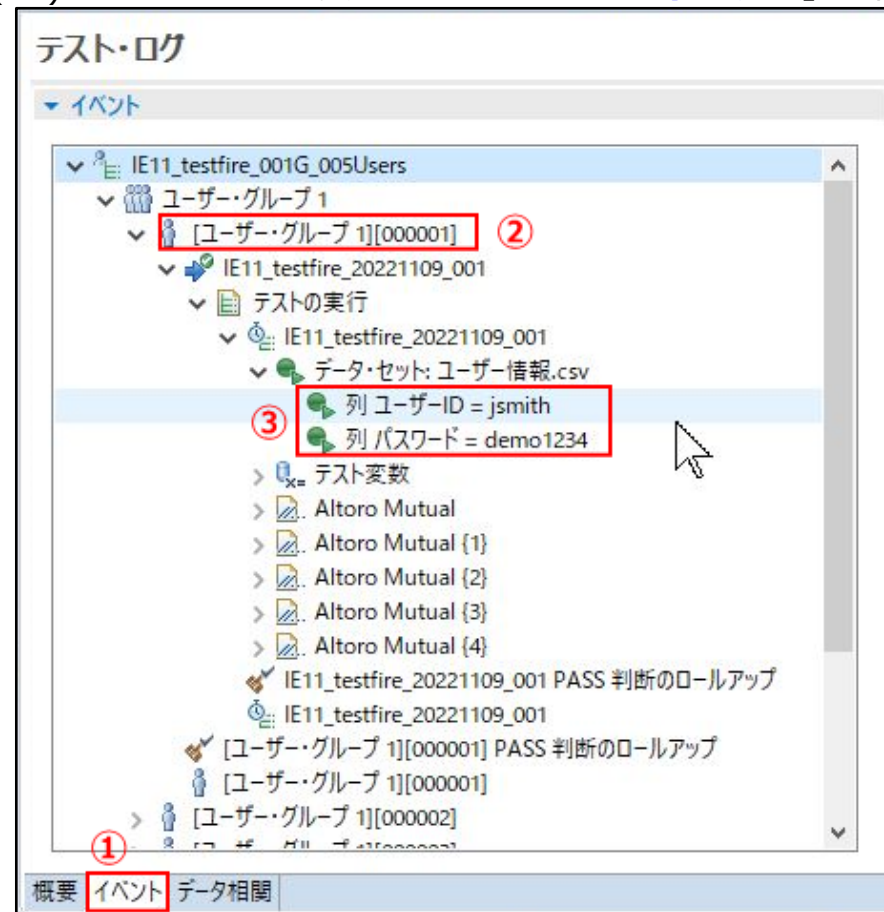 テスト・ログ
イベント
IE11_testfire_001G_005Users
ユーザー・グループ 1
[ユーザー・グループ 1][000001] ②
IE11_testfire_20221109_001
テストの実行
IE11_testfire_20221109_001
データ・セット: ユーザー情報.csv
列 ユーザーID = jsmith
③
列 パスワード = demo1234
テスト変数
Altoro Mutual
Altoro Mutual {1}
Altoro Mutual {2}
Altoro Mutual {3}
Altoro Mutual {4}
IE11_testfire_20221109_001 PASS 判断のロールアップ
IE11_testfire_20221109_001
[ユーザー・グループ 1][000001] PASS 判断のロールアップ
[ユーザー・グループ 1][000001]
[ユーザー・グループ 1][000002]
①
概要 イベント データ相関